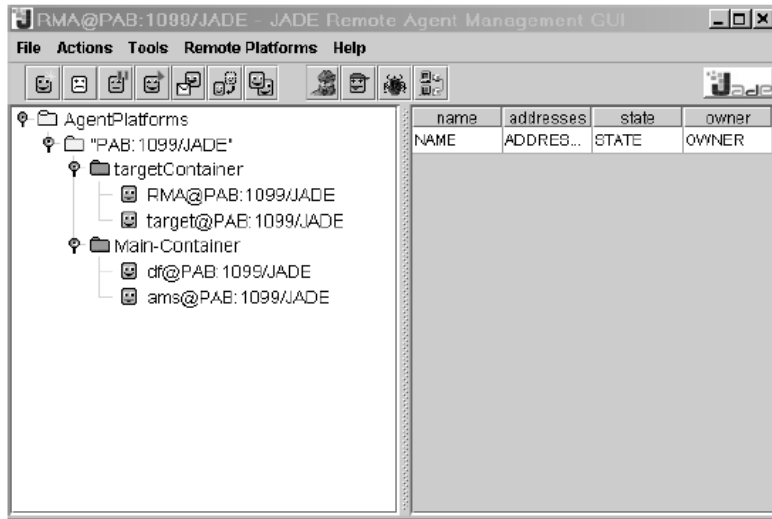 RMA@PAB:1099/JADE - JADE Remote Agent Management GUI
File Actions Tools Remote Platforms Help
Jade
AgentPlatforms
"PAB:1099/JADE"
targetContainer
RMA@PAB:1099/JADE
target@PAB:1099/JADE
Main-Container
df@PAB:1099/JADE
ams@PAB:1099/JADE
name addresses state owner
NAME ADDRES... STATE OWNER